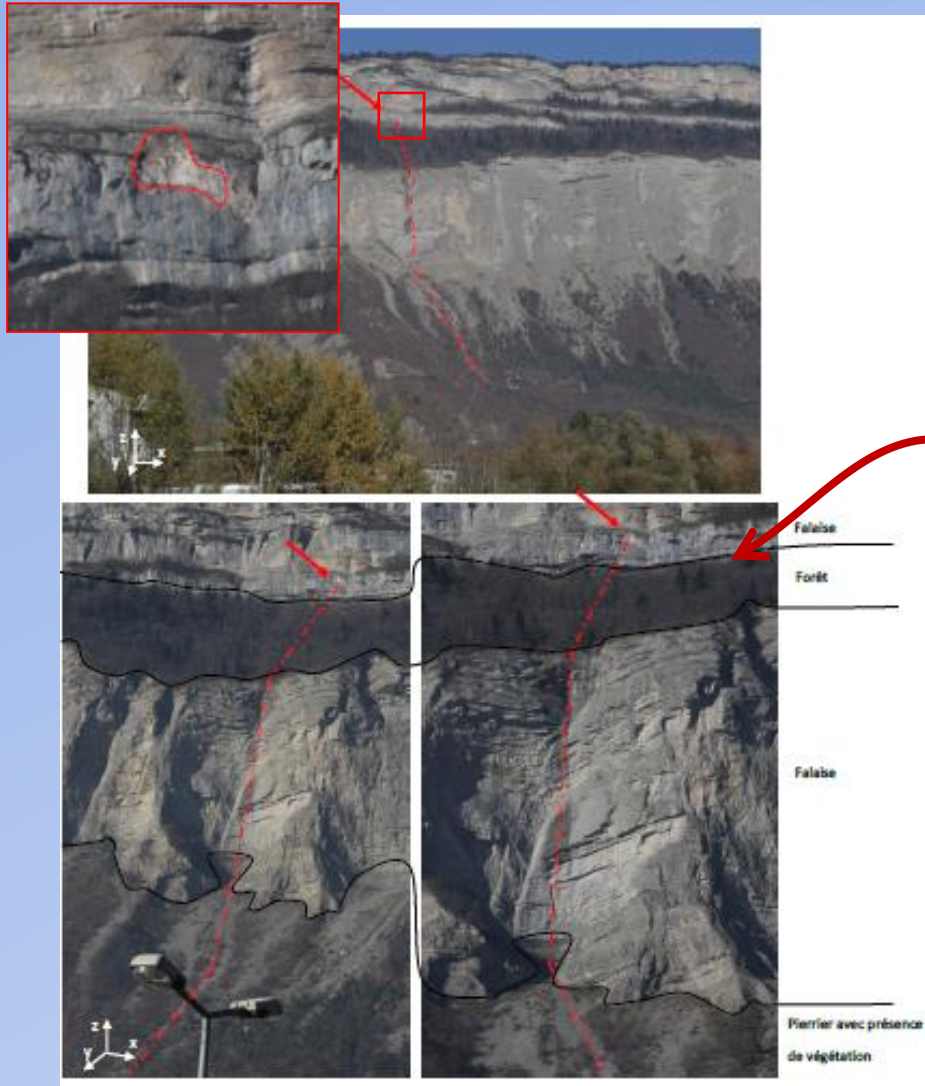 z
y x
Falaise
Forêt
Falaise
z
y x
Pierrier avec présence
de végétation